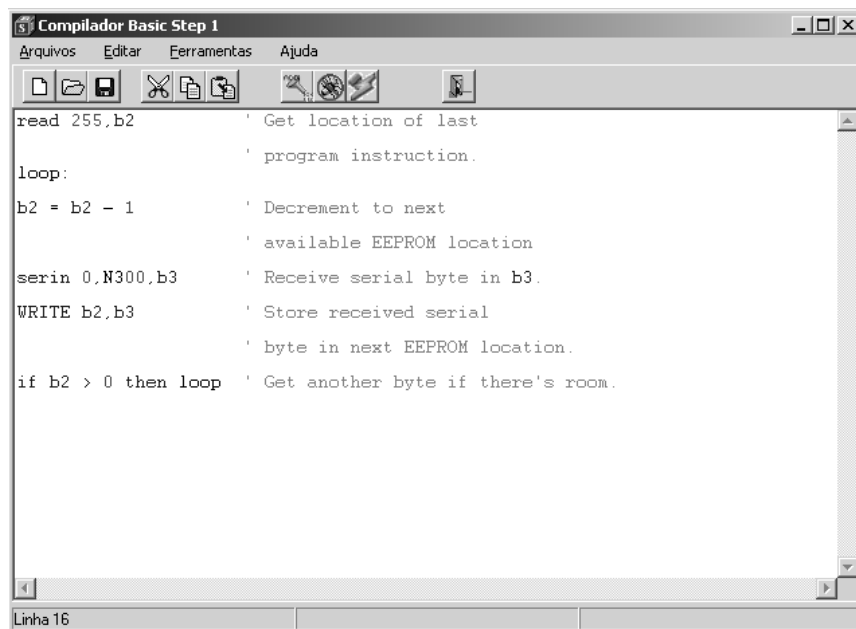 Compilador Basic Step 1
Arquivos Editar Ferramentas Ajuda
read 255,b2 ' Get location of last
' program instruction.
loop:
b2 = b2 - 1 ' Decrement to next
' available EEPROM location
serin 0,N300,b3 ' Receive serial byte in b3.
WRITE b2,b3 ' Store received serial
' byte in next EEPROM location.
if b2 > 0 then loop ' Get another byte if there's room.
Linha 16